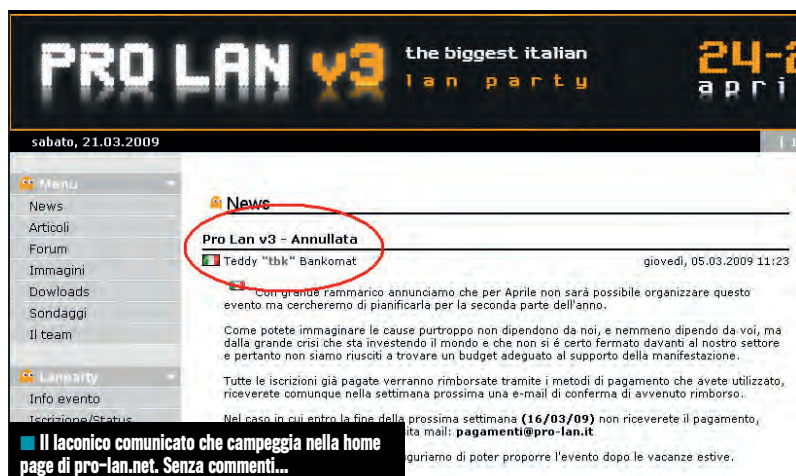 PRO LAN v3
the biggest italian
lan party
24-2
apri
sabato, 21.03.2009
Menu
News
Articoli
Forum
Immagini
Dowloads
Sondaggi
Il team
Lanparty
Info evento
Iscrizione/Status
News
Pro Lan v3 - Annullata
Teddy "tbk" Bankomat
giovedì, 05.03.2009 11:23
Con grande rammarico annunciamo che per Aprile non sarà possibile organizzare questo
evento ma cercheremo di pianificarla per la seconda parte dell'anno.
Come potete immaginare le cause purtroppo non dipendono da noi, e nemmeno dipendo da voi, ma
dalla grande crisi che sta investendo il mondo e che non si é certo fermato davanti al nostro settore
e pertanto non siamo riusciti a trovare un budget adeguato al supporto della manifestazione.
Tutte le iscrizioni già pagate verranno rimborsate tramite i metodi di pagamento che avete utilizzato,
riceverete comunque nella settimana prossima una e-mail di conferma di avvenuto rimborso.
Nel caso in cui entro la fine della prossima settimana (16/03/09) non riceverete il pagamento,
sita mail: pagamenti@pro-lan.it
uguriamo di poter proporre l'evento dopo le vacanze estive.
Il laconico comunicato che campeggia nella home
page di pro-lan.net. Senza commenti...